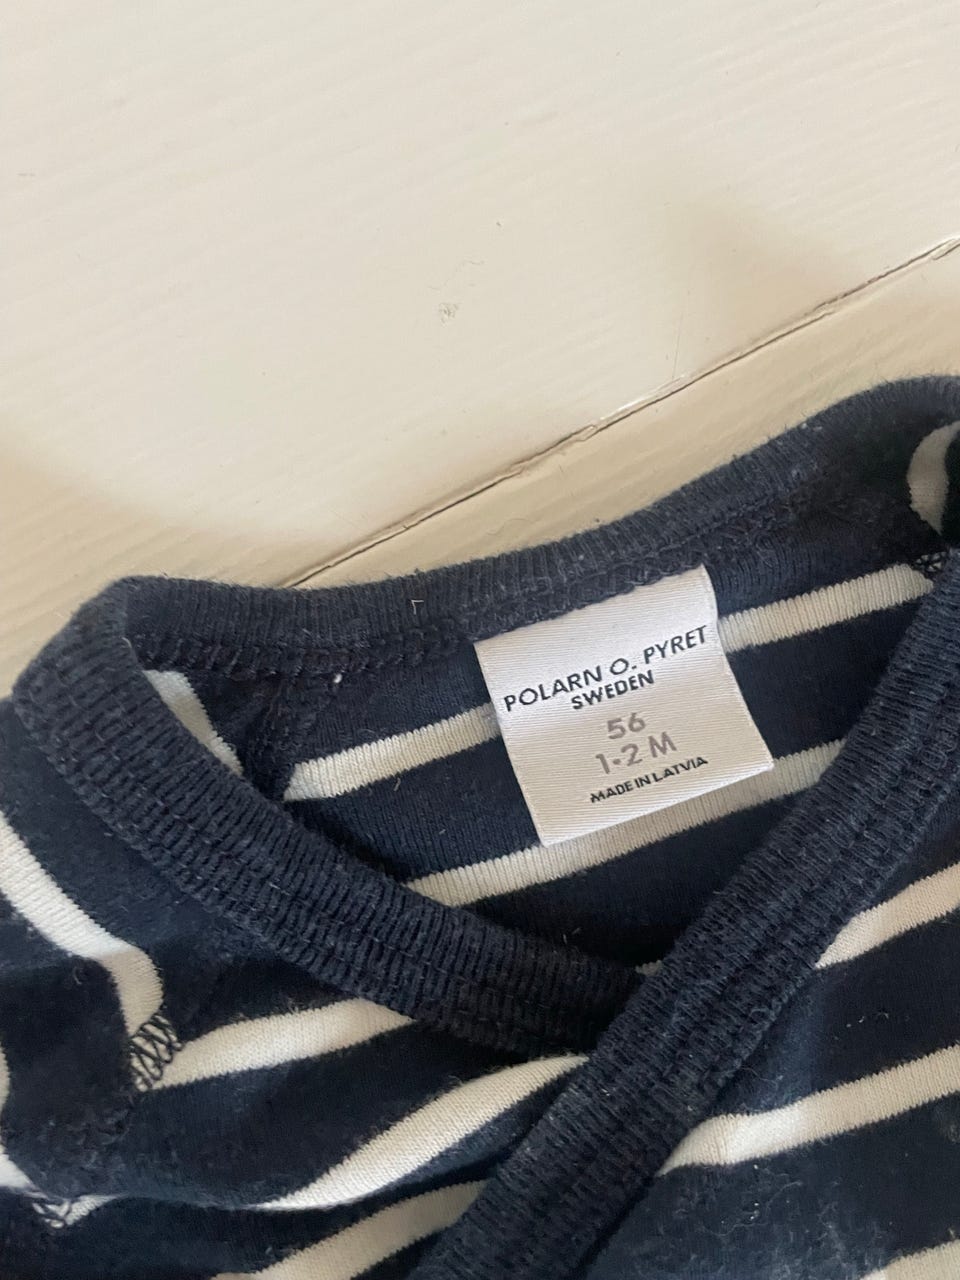 POLARN O. PYRET
SWEDEN
56
1-2 M
MADE IN LATVIA